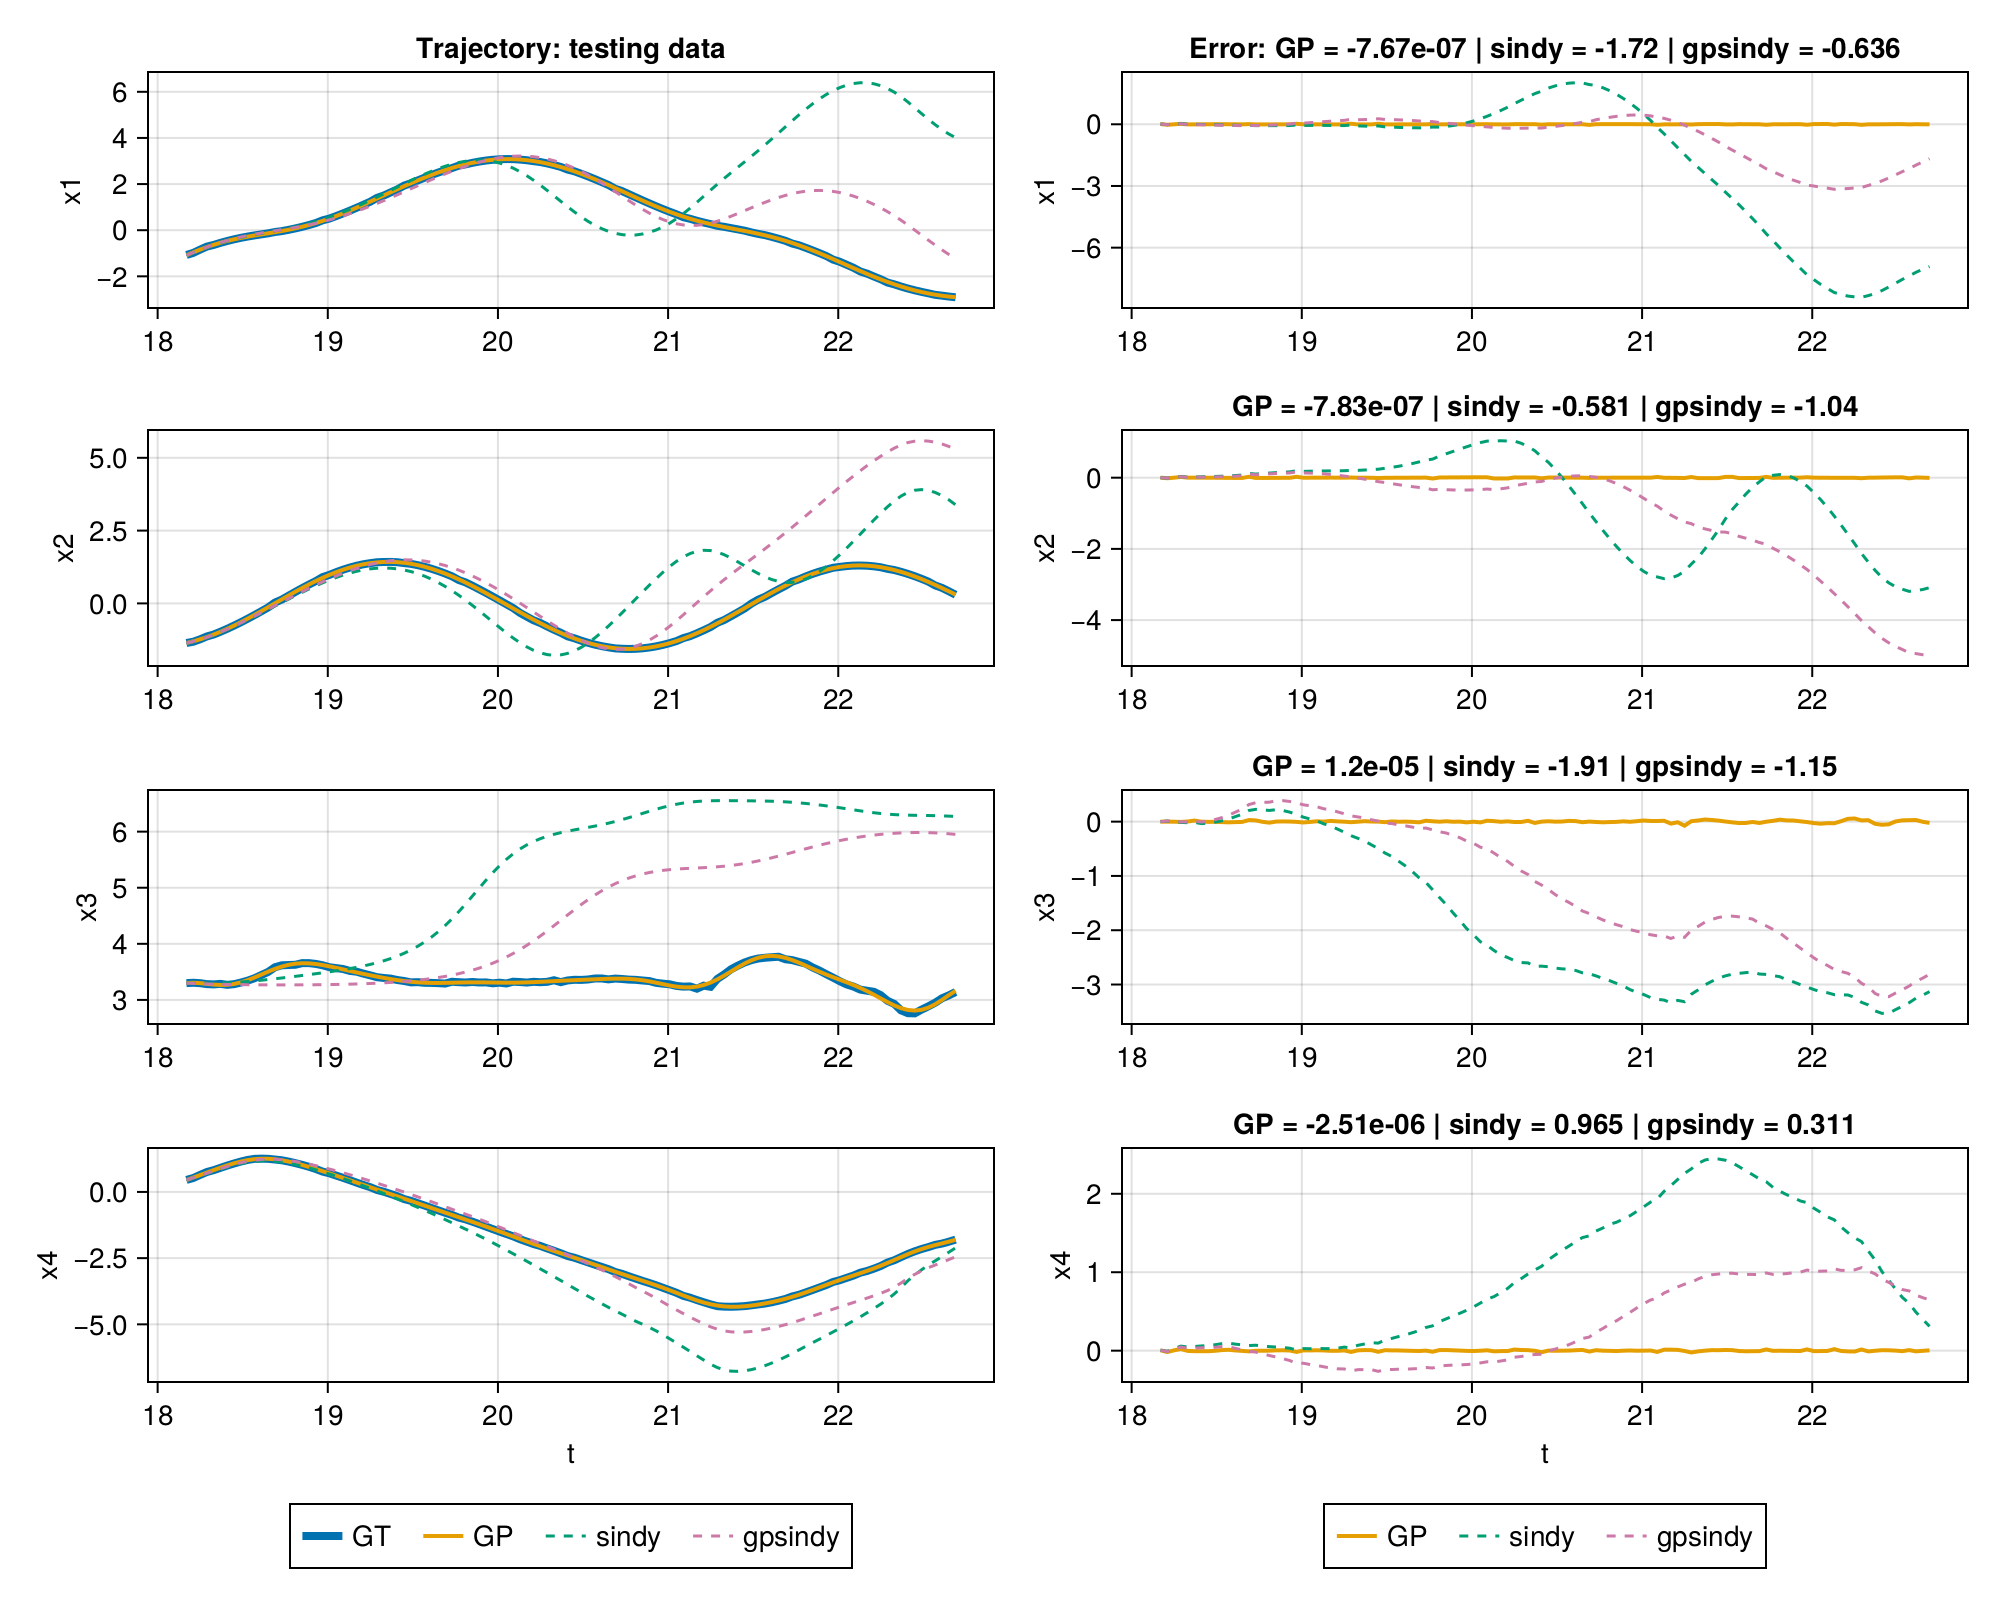 Trajectory: testing data
x1
6
4
2
0
−2
18 19 20 21 22
Error: GP = -7.67e-07 | sindy = -1.72 | gpsindy = -0.636
x1
0
−3
−6
18 19 20 21 22
x2
5.0
2.5
0.0
18 19 20 21 22
GP = -7.83e-07 | sindy = -0.581 | gpsindy = -1.04
x2
0
−2
−4
18 19 20 21 22
x3
6
5
4
3
18 19 20 21 22
GP = 1.2e-05 | sindy = -1.91 | gpsindy = -1.15
x3
0
−1
−2
−3
18 19 20 21 22
x4
0.0
−2.5
−5.0
18 19 20 21 22
t
GP = -2.51e-06 | sindy = 0.965 | gpsindy = 0.311
x4
2
1
0
18 19 20 21 22
t
GT GP sindy gpsindy
GP sindy gpsindy